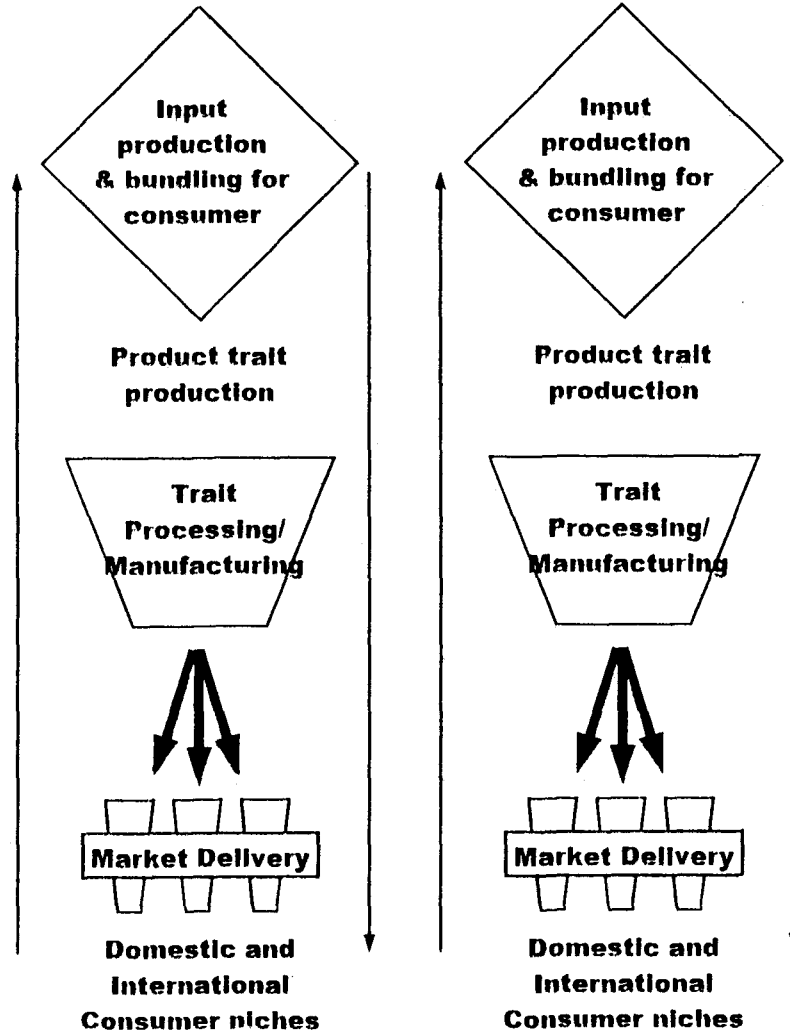 Input
production
& bundling for
consumer
Product trait
production
Trait
Processing/
Manufacturing
Market Delivery
Domestic and
International
Consumer niches
Input
production
& bundling for
consumer
Product trait
production
Trait
Processing/
Manufacturing
Market Delivery
Domestic and
International
Consumer niches